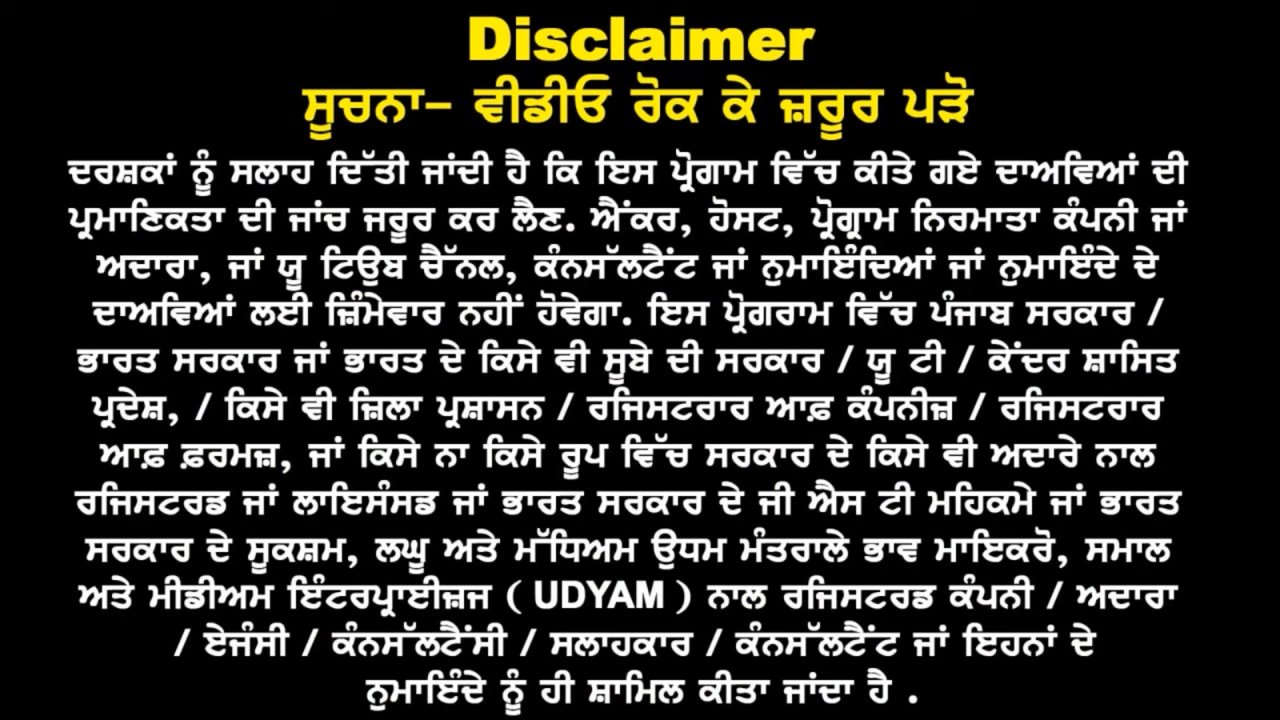 Disclaimer
ਸੂਚਨਾ- ਵੀਡੀਓ ਰੋਕ ਕੇ ਜ਼ਰੂਰ ਪੜੋ
ਦਰਸ਼ਕਾਂ ਨੂੰ ਸਲਾਹ ਦਿੱਤੀ ਜਾਂਦੀ ਹੈ ਕਿ ਇਸ ਪ੍ਰੋਗਾਮ ਵਿੱਚ ਕੀਤੇ ਗਏ ਦਾਅਵਿਆਂ ਦੀ
ਪ੍ਰਮਾਣਿਕਤਾ ਦੀ ਜਾਂਚ ਜਰੂਰ ਕਰ ਲੈਣ. ਐਂਕਰ, ਹੋਸਟ, ਪ੍ਰੋਗ੍ਰਾਮ ਨਿਰਮਾਤਾ ਕੰਪਨੀ ਜਾਂ
ਅਦਾਰਾ, ਜਾਂ ਯੂ ਟਿਊਬ ਚੈੱਨਲ, ਕੰਨਸੱਲਟੈਂਟ ਜਾਂ ਨੁਮਾਇੰਦਿਆਂ ਜਾਂ ਨੁਮਾਇੰਦੇ ਦੇ
ਦਾਅਵਿਆਂ ਲਈ ਜ਼ਿੰਮੇਵਾਰ ਨਹੀਂ ਹੋਵੇਗਾ. ਇਸ ਪ੍ਰੋਗਰਾਮ ਵਿੱਚ ਪੰਜਾਬ ਸਰਕਾਰ /
ਭਾਰਤ ਸਰਕਾਰ ਜਾਂ ਭਾਰਤ ਦੇ ਕਿਸੇ ਵੀ ਸੂਬੇ ਦੀ ਸਰਕਾਰ / ਯੂ ਟੀ / ਕੇਂਦਰ ਸ਼ਾਸਿਤ
ਪ੍ਰਦੇਸ਼, / ਕਿਸੇ ਵੀ ਜ਼ਿਲਾ ਪ੍ਰਸ਼ਾਸਨ / ਰਜਿਸਟਰਾਰ ਆਫ਼ ਕੰਪਨੀਜ਼ / ਰਜਿਸਟਰਾਰ
ਆਫ਼ ਫ਼ਰਮਜ਼, ਜਾਂ ਕਿਸੇ ਨਾ ਕਿਸੇ ਰੂਪ ਵਿੱਚ ਸਰਕਾਰ ਦੇ ਕਿਸੇ ਵੀ ਅਦਾਰੇ ਨਾਲ
ਰਜਿਸਟਰਡ ਜਾਂ ਲਾਇਸੰਸਡ ਜਾਂ ਭਾਰਤ ਸਰਕਾਰ ਦੇ ਜੀ ਐਸ ਟੀ ਮਹਿਕਮੇ ਜਾਂ ਭਾਰਤ
ਸਰਕਾਰ ਦੇ ਸੂਕਸ਼ਮ, ਲਘੂ ਅਤੇ ਮੱਧਿਅਮ ਉਧਮ ਮੰਤਰਾਲੇ ਭਾਵ ਮਾਇਕਰੋ, ਸਮਾਲ
ਅਤੇ ਮੀਡੀਅਮ ਇੰਟਰਪ੍ਰਾਈਜ਼ਜ ( UDYAM ) ਨਾਲ ਰਜਿਸਟਰਡ ਕੰਪਨੀ / ਅਦਾਰਾ
/ ਏਜੰਸੀ / ਕੰਨਸੱਲਟੈਂਸੀ / ਸਲਾਹਕਾਰ / ਕੰਨਸੱਲਟੈਂਟ ਜਾਂ ਇਹਨਾਂ ਦੇ
ਨੁਮਾਇੰਦੇ ਨੂੰ ਹੀ ਸ਼ਾਮਿਲ ਕੀਤਾ ਜਾਂਦਾ ਹੈ .